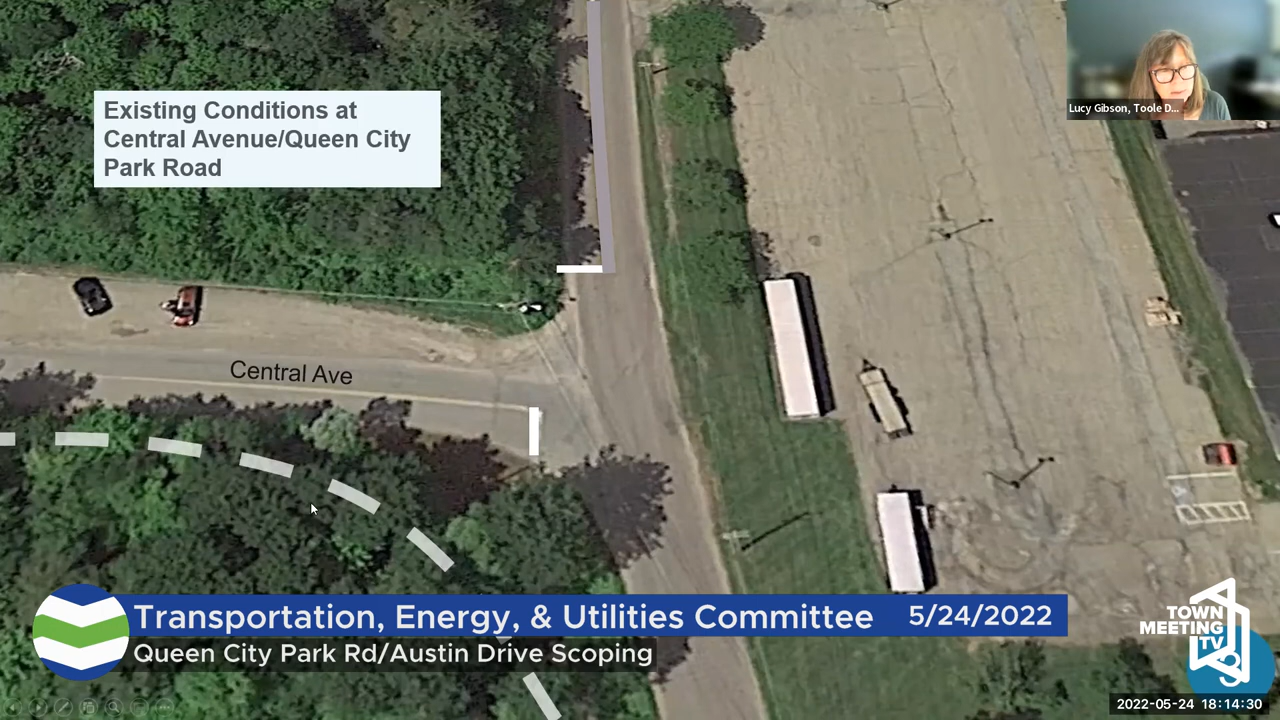 Existing Conditions at
Central Avenue/Queen City
Park Road
Lucy Gibson, Toole D...
Central Ave
Transportation, Energy, & Utilities Committee 5/24/2022
Queen City Park Rd/Austin Drive Scoping
TOWN
MEETING
TV
2022-05-24 18:14:30